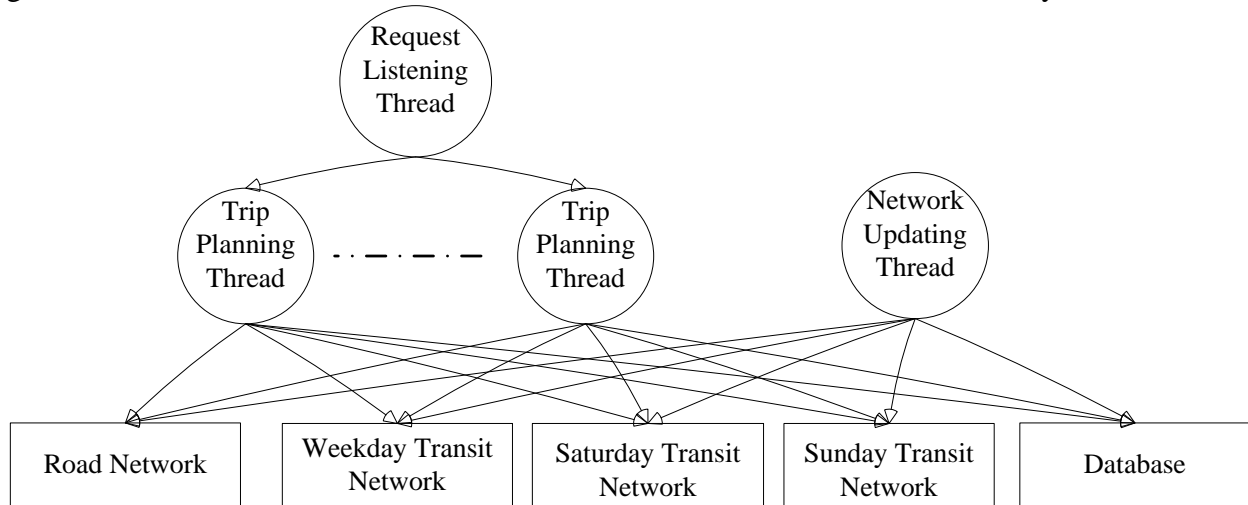 Request
Listening
Thread
Trip
Planning
Thread
Trip
Planning
Thread
Network
Updating
Thread
Road Network
Weekday Transit
Network
Saturday Transit
Network
Sunday Transit
Network
Database